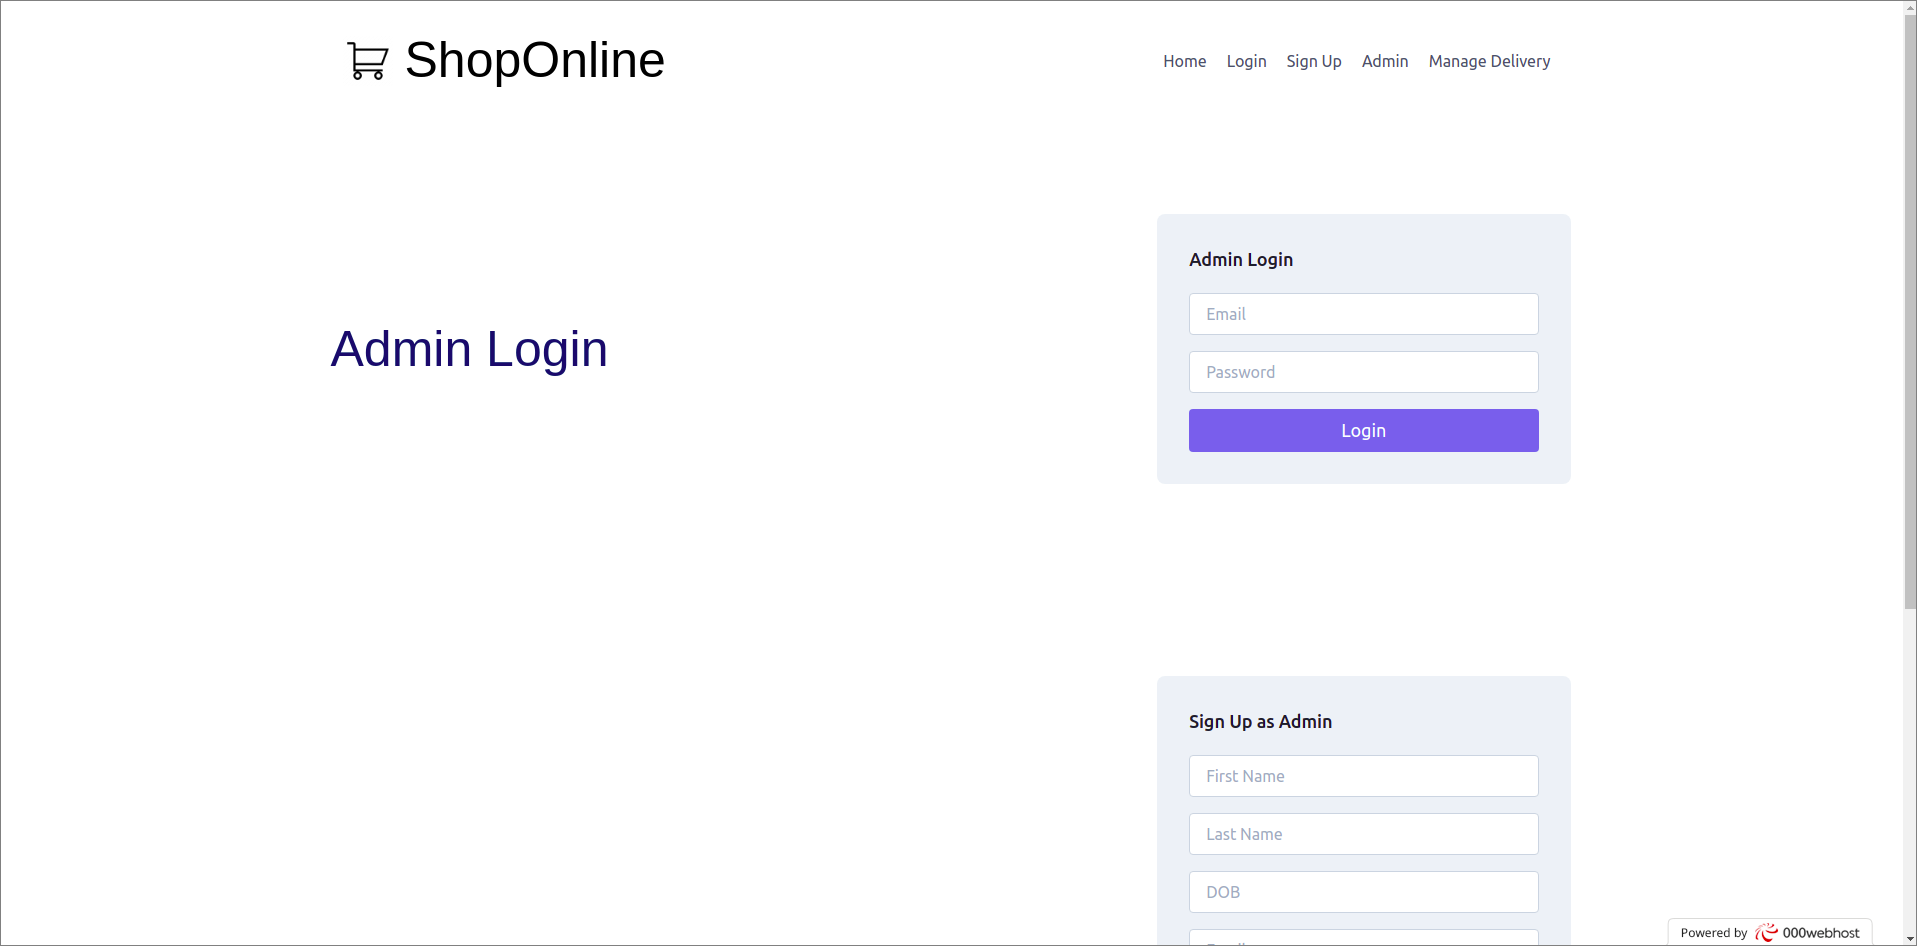 ShopOnline
Home Login Sign Up Admin Manage Delivery
Admin Login
Admin Login
Email
Password
Login
Sign Up as Admin
First Name
Last Name
DOB
Powered by 000webhost